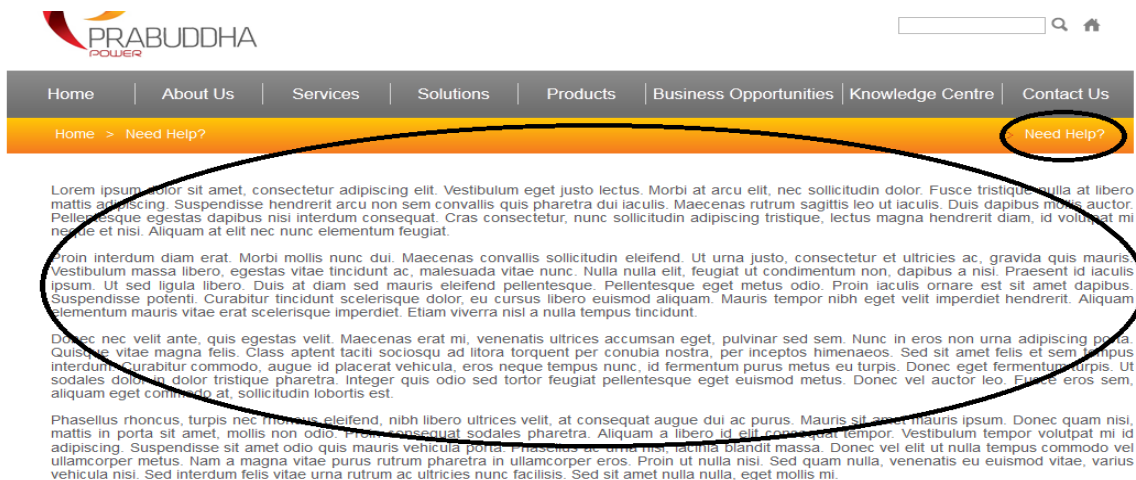 PRABUDDHA
POWER
Home About Us Services Solutions Products Business Opportunities Knowledge Centre Contact Us
Home > Need Help? > Need Help?
Lorem ipsum dolor sit amet, consectetur adipiscing elit. Vestibulum eget justo lectus. Morbi at arcu elit, nec sollicitudin dolor. Fusce tristique nulla at libero
mattis adipiscing. Suspendisse hendrerit arcu non sem convallis quis pharetra dui iaculis. Maecenas rutrum sagittis leo ut iaculis. Duis dapibus mollis auctor.
Pellentesque egestas dapibus nisi interdum consequat. Cras consectetur, nunc sollicitudin adipiscing tristique, lectus magna hendrerit diam, id volutpat mi
neque et nisi. Aliquam at elit nec nunc elementum feugiat.
Proin interdum diam erat. Morbi mollis nunc dui. Maecenas convallis sollicitudin eleifend. Ut urna justo, consectetur et ultricies ac, gravida quis mauris.
Vestibulum massa libero, egestas vitae tincidunt ac, malesuada vitae nunc. Nulla nulla elit, feugiat ut condimentum non, dapibus a nisi. Praesent id iaculis
ipsum. Ut sed ligula libero. Duis at diam sed mauris eleifend pellentesque. Pellentesque eget metus odio. Proin iaculis ornare est sit amet dapibus.
Suspendisse potenti. Curabitur tincidunt scelerisque dolor, eu cursus libero euismod aliquam. Mauris tempor nibh eget velit imperdiet hendrerit. Aliquam
elementum mauris vitae erat scelerisque imperdiet. Etiam viverra nisl a nulla tempus tincidunt.
Donec nec velit ante, quis egestas velit. Maecenas erat mi, venenatis ultrices accumsan eget, pulvinar sed sem. Nunc in eros non urna adipiscing porta.
Quisque vitae magna felis. Class aptent taciti sociosqu ad litora torquent per conubia nostra, per inceptos himenaeos. Sed sit amet felis et sem tempus
interdum. Curabitur commodo, augue id placerat vehicula, eros neque tempus nunc, id fermentum purus metus eu turpis. Donec eget fermentum turpis. Ut
sodales dolor in dolor tristique pharetra. Integer quis odio sed tortor feugiat pellentesque eget euismod metus. Donec vel auctor leo. Fusce eros sem,
aliquam eget commodo at, sollicitudin lobortis est.
Phasellus rhoncus, turpis nec rhoncus eleifend, nibh libero ultrices velit, at consequat augue dui ac purus. Mauris sit amet mauris ipsum. Donec quam nisi,
mattis in porta sit amet, mollis non odio. Proin consequat sodales pharetra. Aliquam a libero id elit consequat tempor. Vestibulum tempor volutpat mi id
adipiscing. Suspendisse sit amet odio quis mauris vehicula porta. Phasellus ac urna nisi, lacinia blandit massa. Donec vel elit ut nulla tempus commodo vel
ullamcorper metus. Nam a magna vitae purus rutrum pharetra in ullamcorper eros. Proin ut nulla nisi. Sed quam nulla, venenatis eu euismod vitae, varius
vehicula nisi. Sed interdum felis vitae urna rutrum ac ultricies nunc facilisis. Sed sit amet nulla nulla, eget mollis mi.